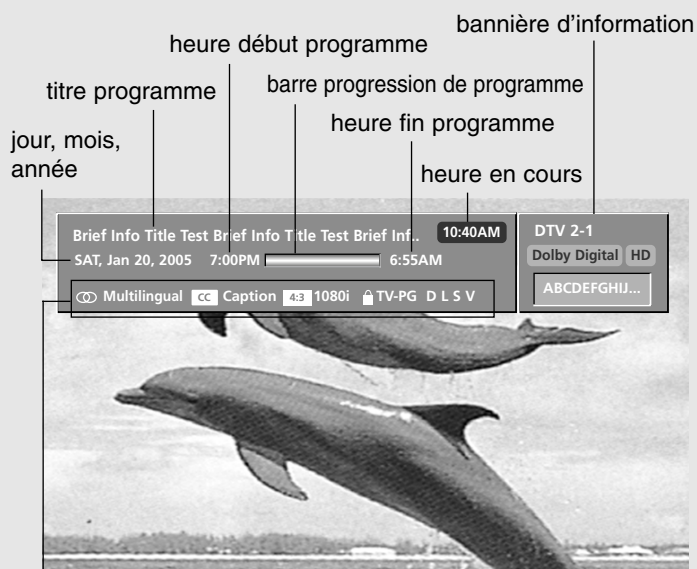 bannière d’information
heure début programme
titre programme
barre progression de programme
heure fin programme
jour, mois,
année
heure en cours
Brief Info Title Test Brief Info Title Test Brief Inf..
10:40AM
SAT, Jan 20, 2005 7:00PM 6:55AM
Multilingual CC Caption 4:3 1080i TV-PG D L S V
DTV 2-1
Dolby Digital HD
ABCDEFGHIJ...